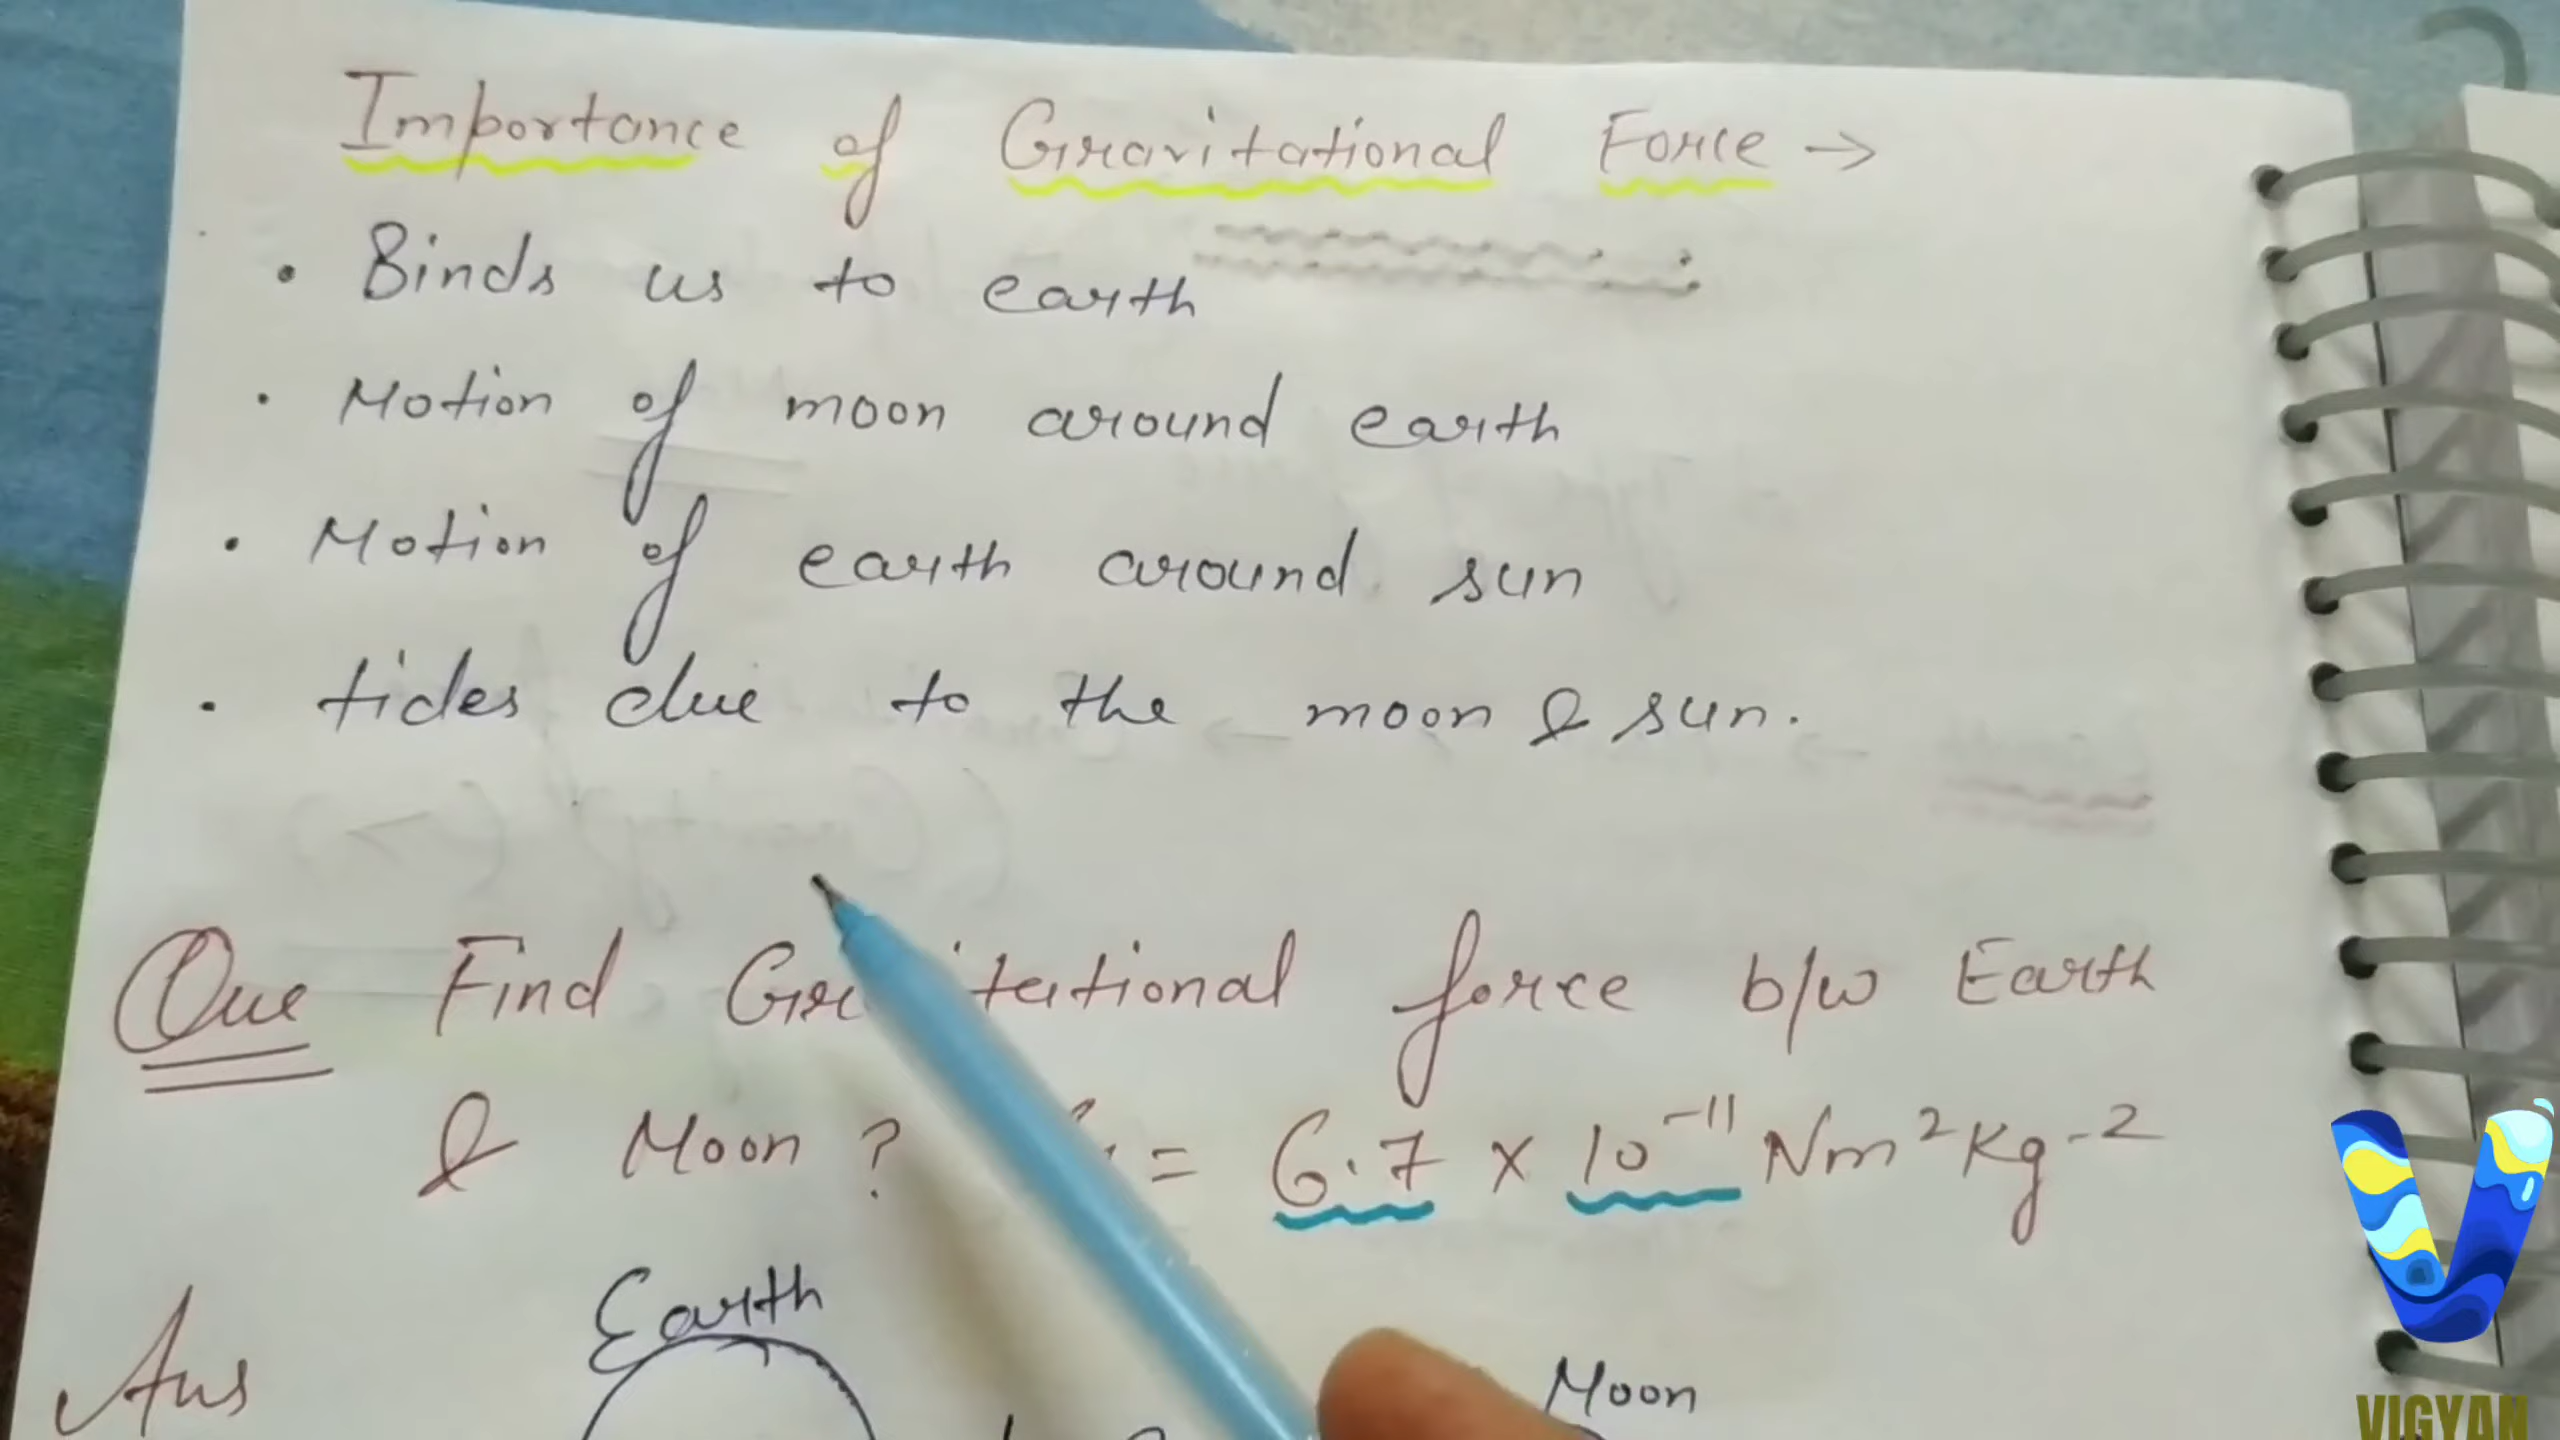 Importance of Gravitational Force →
• Binds us to earth
• Motion of moon around earth
• Motion of earth around sun
• tides due to the moon & sun.
Que Find force b/w Earth
& Moon ? = 6.7 x 10⁻¹¹ Nm²Kg⁻²
Earth
Ans
Moon
VIGYAN